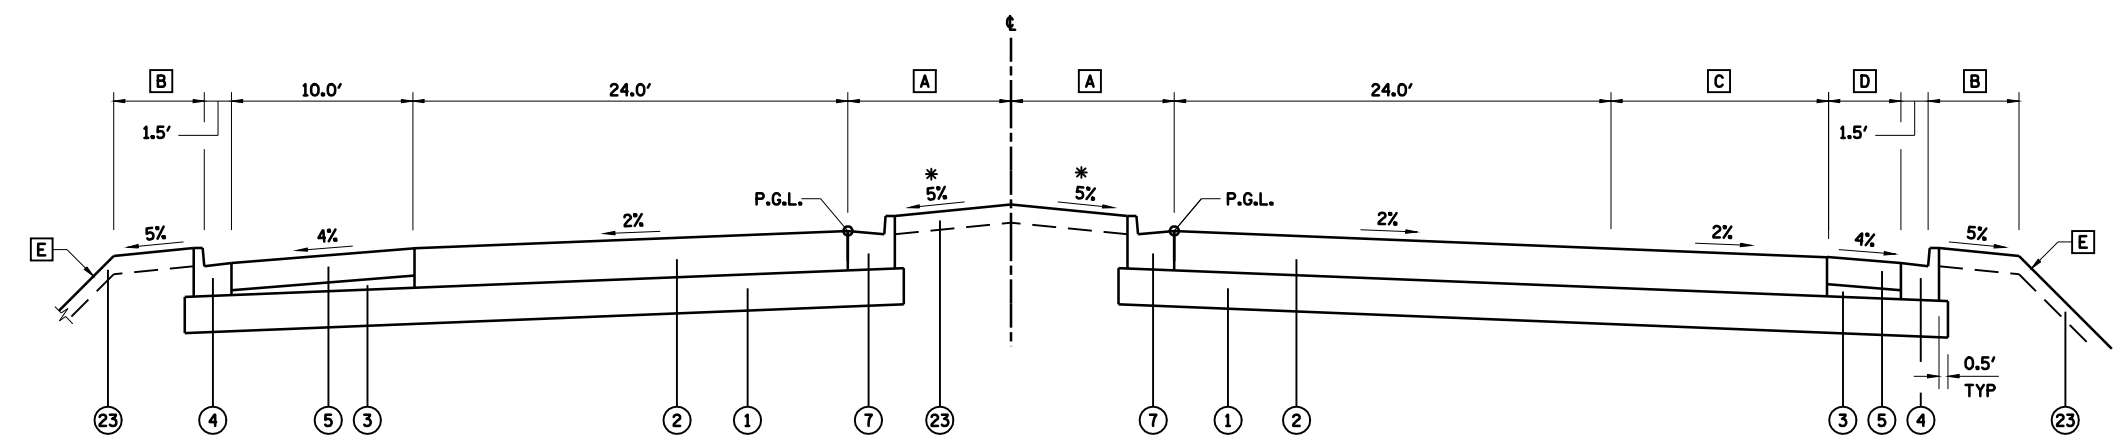 ℄
B 10.0' 24.0' A A 24.0' C D B
1.5' 1.5'
* *
5% 5%
P.G.L. P.G.L.
5% 4% 2% 2% 2% 4% 5%
E E
0.5'
TYP
23 4 5 3 2 1 7 23 7 1 2 3 5 4 23